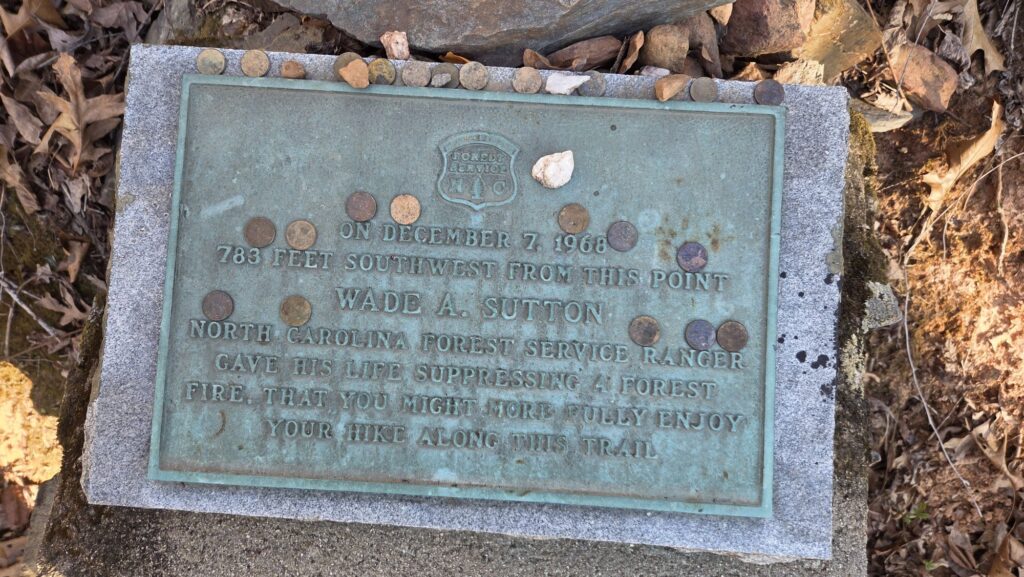 FOREST
SERVICE
N C
ON DECEMBER 7, 1968
783 FEET SOUTHWEST FROM THIS POINT
WADE A. SUTTON
NORTH CAROLINA FOREST SERVICE RANGER
GAVE HIS LIFE SUPPRESSING A FOREST
FIRE, THAT YOU MIGHT MORE FULLY ENJOY
YOUR HIKE ALONG THIS TRAIL